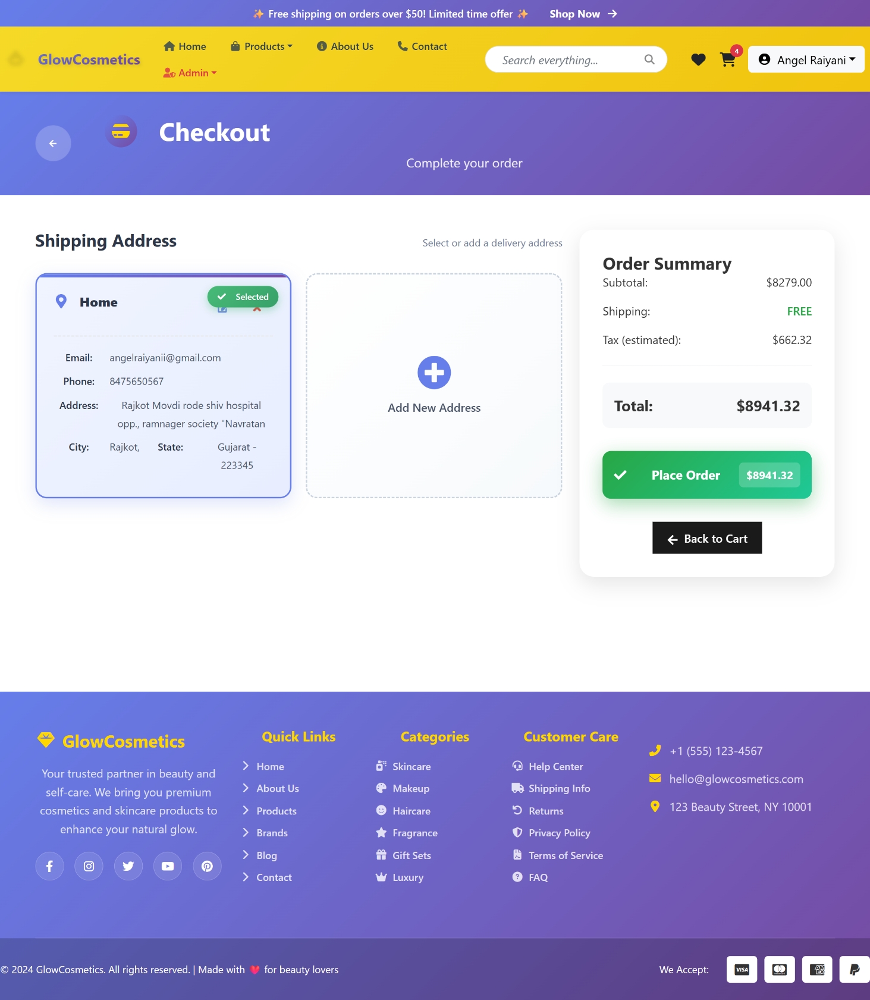 ✨ Free shipping on orders over $50! Limited time offer ✨ Shop Now →
GlowCosmetics
Home Products About Us Contact
Admin
Search everything...
4
Angel Raiyani
Checkout
Complete your order
Shipping Address
Select or add a delivery address
Home
Selected
Email: angelraiyanii@gmail.com
Phone: 8475650567
Address: Rajkot Movdi rode shiv hospital
opp., ramnager society "Navratan
City: Rajkot, State: Gujarat -
223345
Add New Address
Order Summary
Subtotal: $8279.00
Shipping: FREE
Tax (estimated): $662.32
Total: $8941.32
Place Order $8941.32
Back to Cart
GlowCosmetics
Your trusted partner in beauty and
self-care. We bring you premium
cosmetics and skincare products to
enhance your natural glow.
Quick Links
Home
About Us
Products
Brands
Blog
Contact
Categories
Skincare
Makeup
Haircare
Fragrance
Gift Sets
Luxury
Customer Care
Help Center
Shipping Info
Returns
Privacy Policy
Terms of Service
FAQ
+1 (555) 123-4567
hello@glowcosmetics.com
123 Beauty Street, NY 10001
© 2024 GlowCosmetics. All rights reserved. | Made with 💗 for beauty lovers
We Accept:
VISA
AM
EX